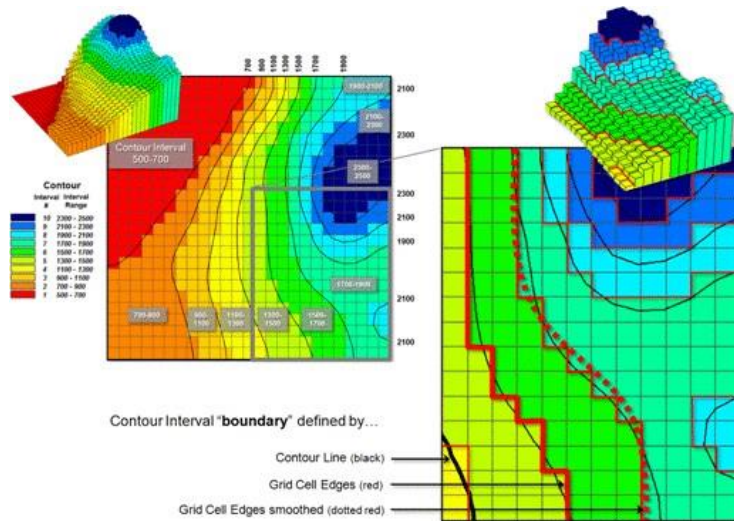 700
900
1100
1300
1500
1700
1900
1900-2100
2100
2100-
2300
2300
Contour Interval
500-700
2300-
2500
Contour
Interval Interval
# Range
2300
10 2300 - 2500
9 2100 - 2300
2100
8 1900 - 2100
7 1700 - 1900
1900
6 1500 - 1700
5 1300 - 1500
4 1100 - 1300
3 900 - 1100
1700-1900
2 700 - 900
1 500 - 700
2100
700-900
900-
1100
1100-
1300
1300-
1500
1500-
1700
2100
Contour Interval "boundary" defined by…
Contour Line (black)
Grid Cell Edges (red)
Grid Cell Edges smoothed (dotted red)